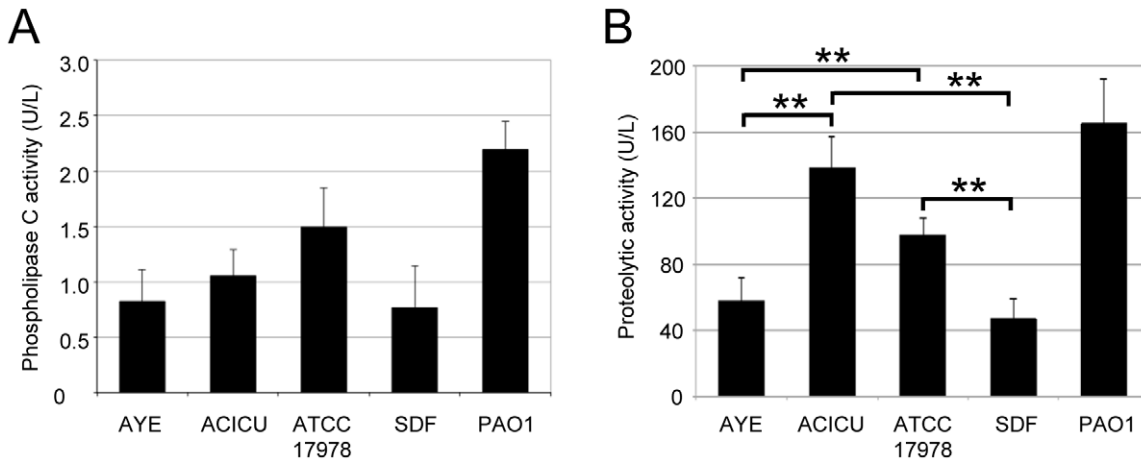 A
Phospholipase C activity (U/L)
3.0
2.5
2.0
1.5
1.0
0.5
0
AYE
ACICU
ATCC
17978
SDF
PAO1
B
Proteolytic activity (U/L)
200
160
120
80
40
0
**
**
**
**
AYE
ACICU
ATCC
17978
SDF
PAO1